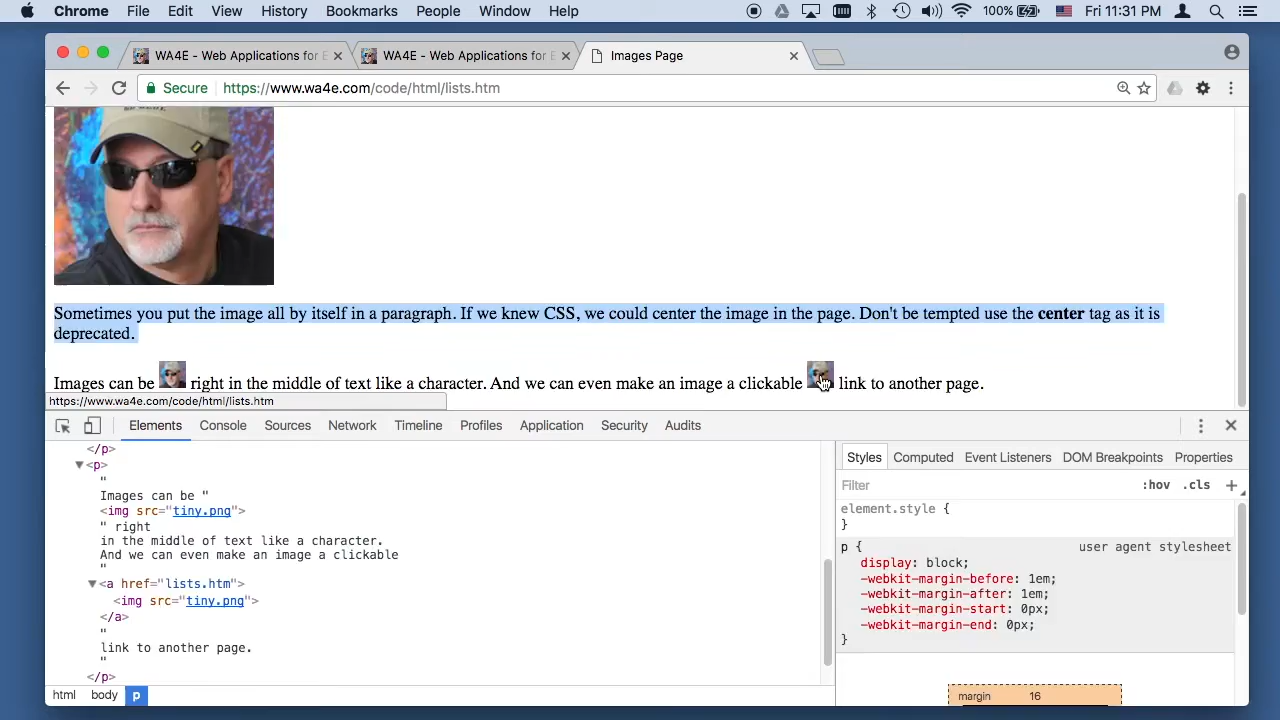 Chrome File Edit View History Bookmarks People Window Help 100% Fri 11:31 PM
WA4E - Web Applications for E
WA4E - Web Applications for E
Images Page
Secure https://www.wa4e.com/code/html/lists.htm
Sometimes you put the image all by itself in a paragraph. If we knew CSS, we could center the image in the page. Don't be tempted use the center tag as it is
deprecated.
Images can be right in the middle of text like a character. And we can even make an image a clickable link to another page.
https://www.wa4e.com/code/html/lists.htm
Elements Console Sources Network Timeline Profiles Application Security Audits
</p>
<p>
"
Images can be "
<img src="tiny.png">
" right
in the middle of text like a character.
And we can even make an image a clickable
"
<a href="lists.htm">
<img src="tiny.png">
</a>
"
link to another page.
"
</p>
html body p
Styles Computed Event Listeners DOM Breakpoints Properties
Filter :hov .cls +
element.style {
}
p { user agent stylesheet
display: block;
-webkit-margin-before: 1em;
-webkit-margin-after: 1em;
-webkit-margin-start: 0px;
-webkit-margin-end: 0px;
}
margin 16